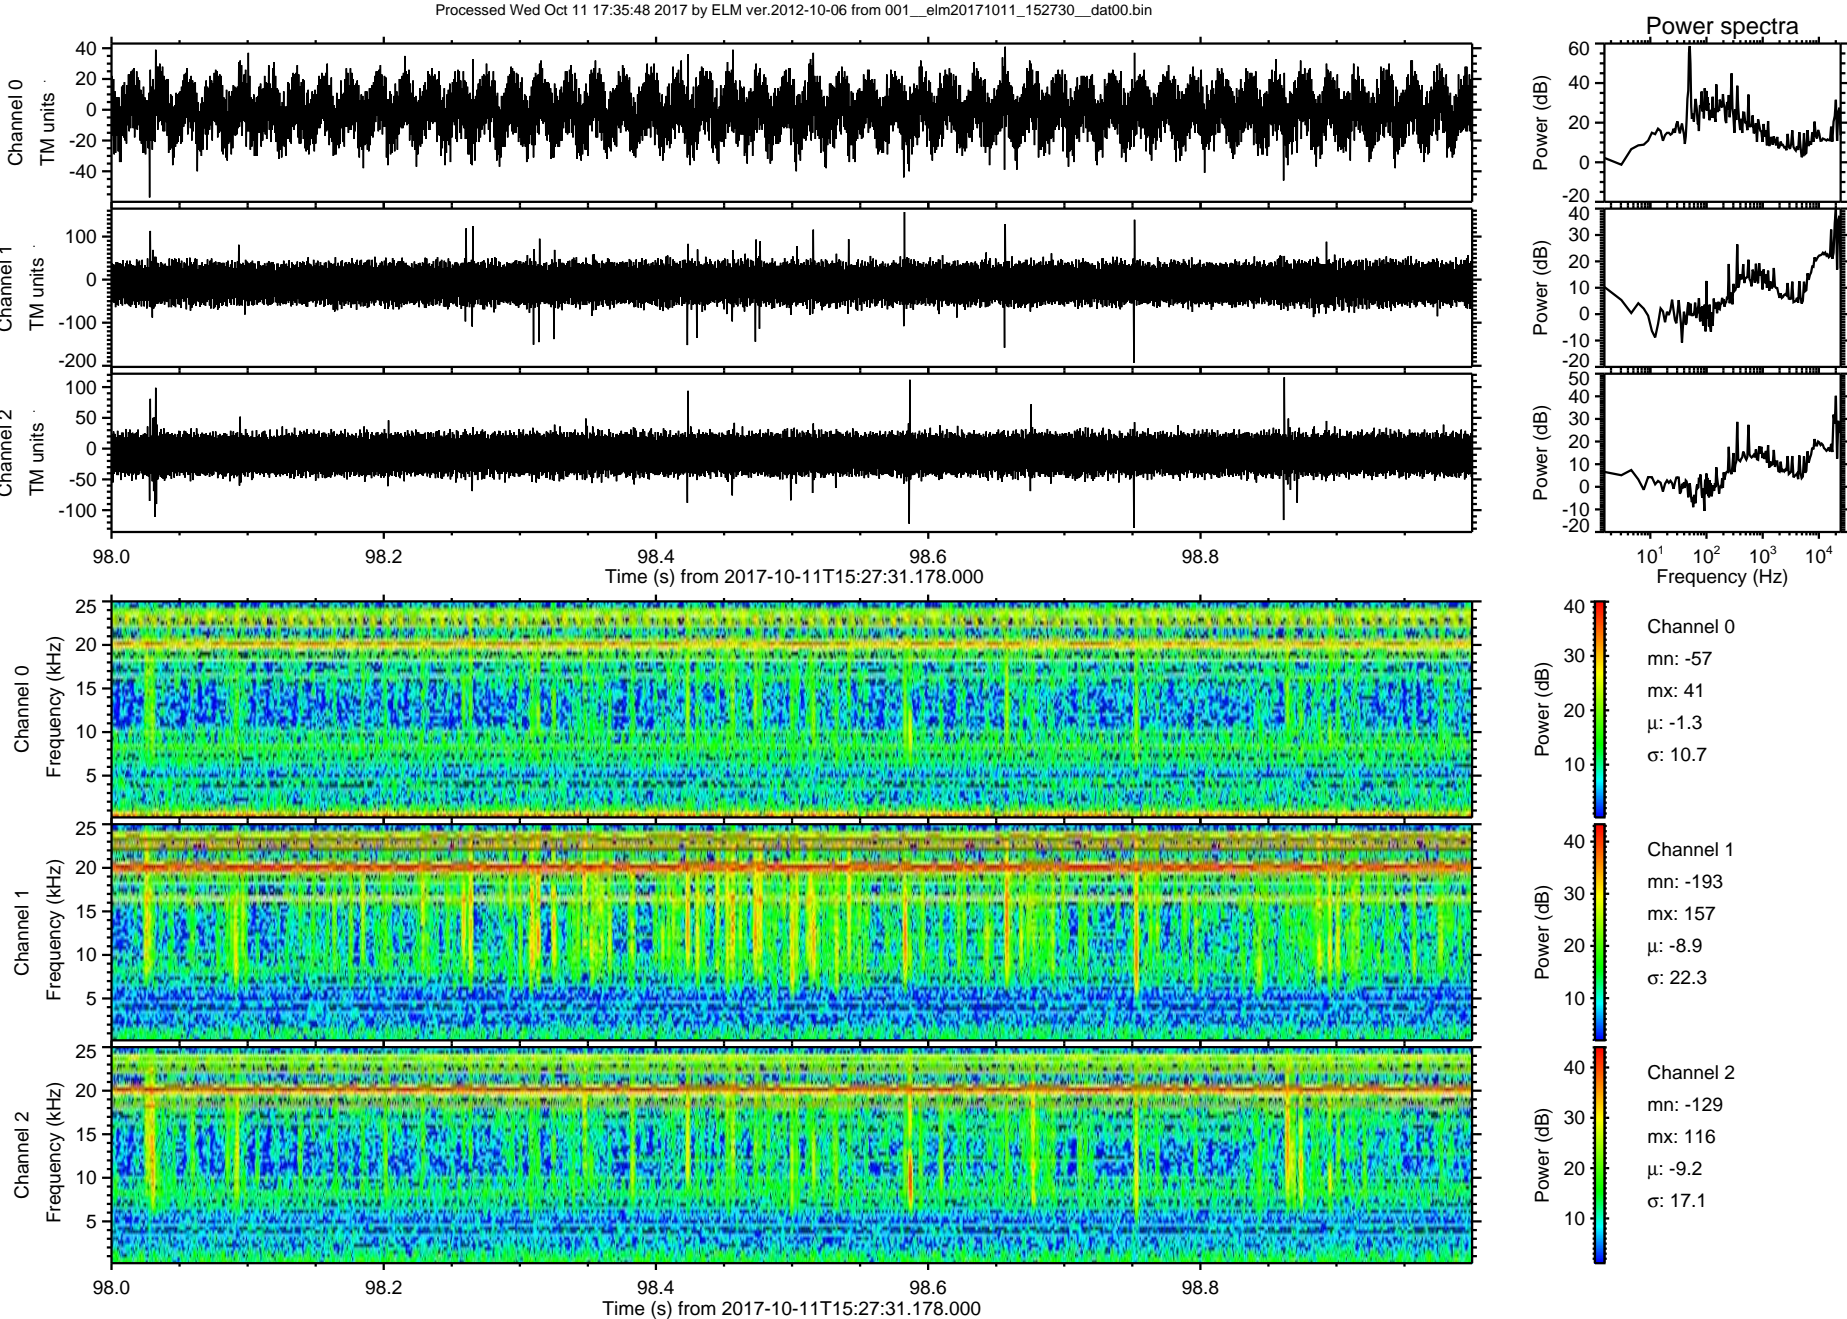 Processed Wed Oct 11 17:35:48 2017 by ELM ver.2012-10-06 from 001__elm20171011_152730__dat00.bin
Power spectra
Channel 0
TM units
40
20
0
-20
-40
Power (dB)
60
40
20
0
-20
Channel 1
TM units
100
0
-100
-200
Power (dB)
40
30
20
10
0
-10
-20
Channel 2
TM units
100
50
0
-50
-100
Power (dB)
50
40
30
20
10
0
-10
-20
98.0 98.2 98.4 98.6 98.8
Time (s) from 2017-10-11T15:27:31.178.000
10^1 10^2 10^3 10^4
Frequency (Hz)
Channel 0
Frequency (kHz)
25
20
15
10
5
Power (dB)
40
30
20
10
Channel 0
mn: -57
mx: 41
μ: -1.3
σ: 10.7
Channel 1
Frequency (kHz)
25
20
15
10
5
Power (dB)
40
30
20
10
Channel 1
mn: -193
mx: 157
μ: -8.9
σ: 22.3
Channel 2
Frequency (kHz)
25
20
15
10
5
Power (dB)
40
30
20
10
Channel 2
mn: -129
mx: 116
μ: -9.2
σ: 17.1
98.0 98.2 98.4 98.6 98.8
Time (s) from 2017-10-11T15:27:31.178.000